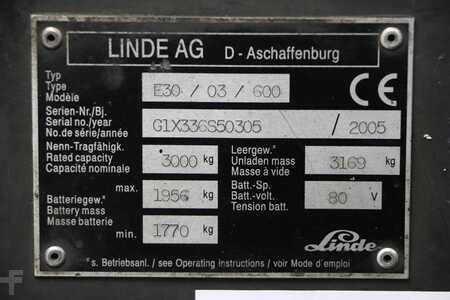 LINDE AG D - Aschaffenburg
Typ
Type
Modèle
E30 / 03 / 600
CE
Serien-Nr./Bj.
Serial no./year
No.de série/année
G1X336S50305 / 2005
Nenn-Tragfähigk.
Rated capacity
Capacité nominale
3000 kg
Leergew.*
Unladen mass
Masse à vide
3169 kg
Batteriegew.*
Battery mass
Masse batterie
max.
1956 kg
min.
1770 kg
Batt.-Sp.
Batt.-volt.
Tension batt.
80 V
Linde
* s. Betriebsanl. / see Operating instructions / voir Mode d'emploi
F